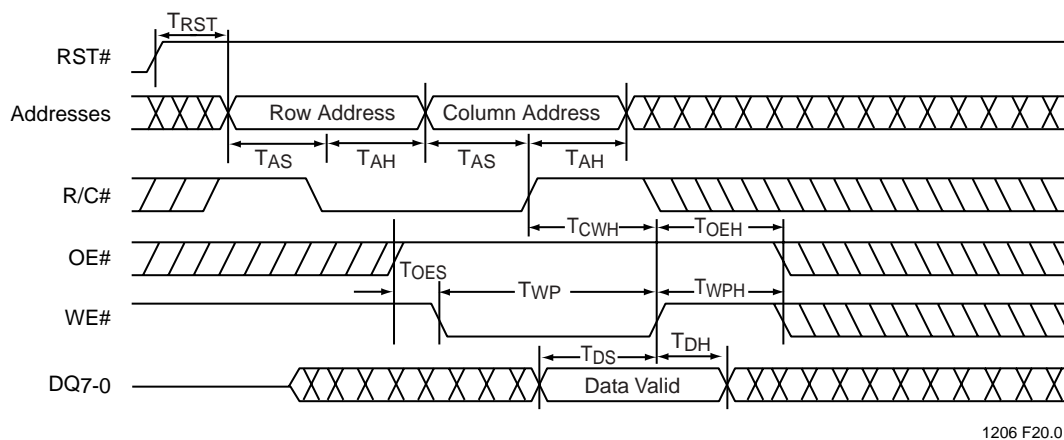 TRST
RST#
Addresses
Row Address
Column Address
TAS
TAH
TAS
TAH
R/C#
TCWH
TOEH
OE#
TOES
TWP
TWPH
WE#
TDS
TDH
DQ7-0
Data Valid
1206 F20.0